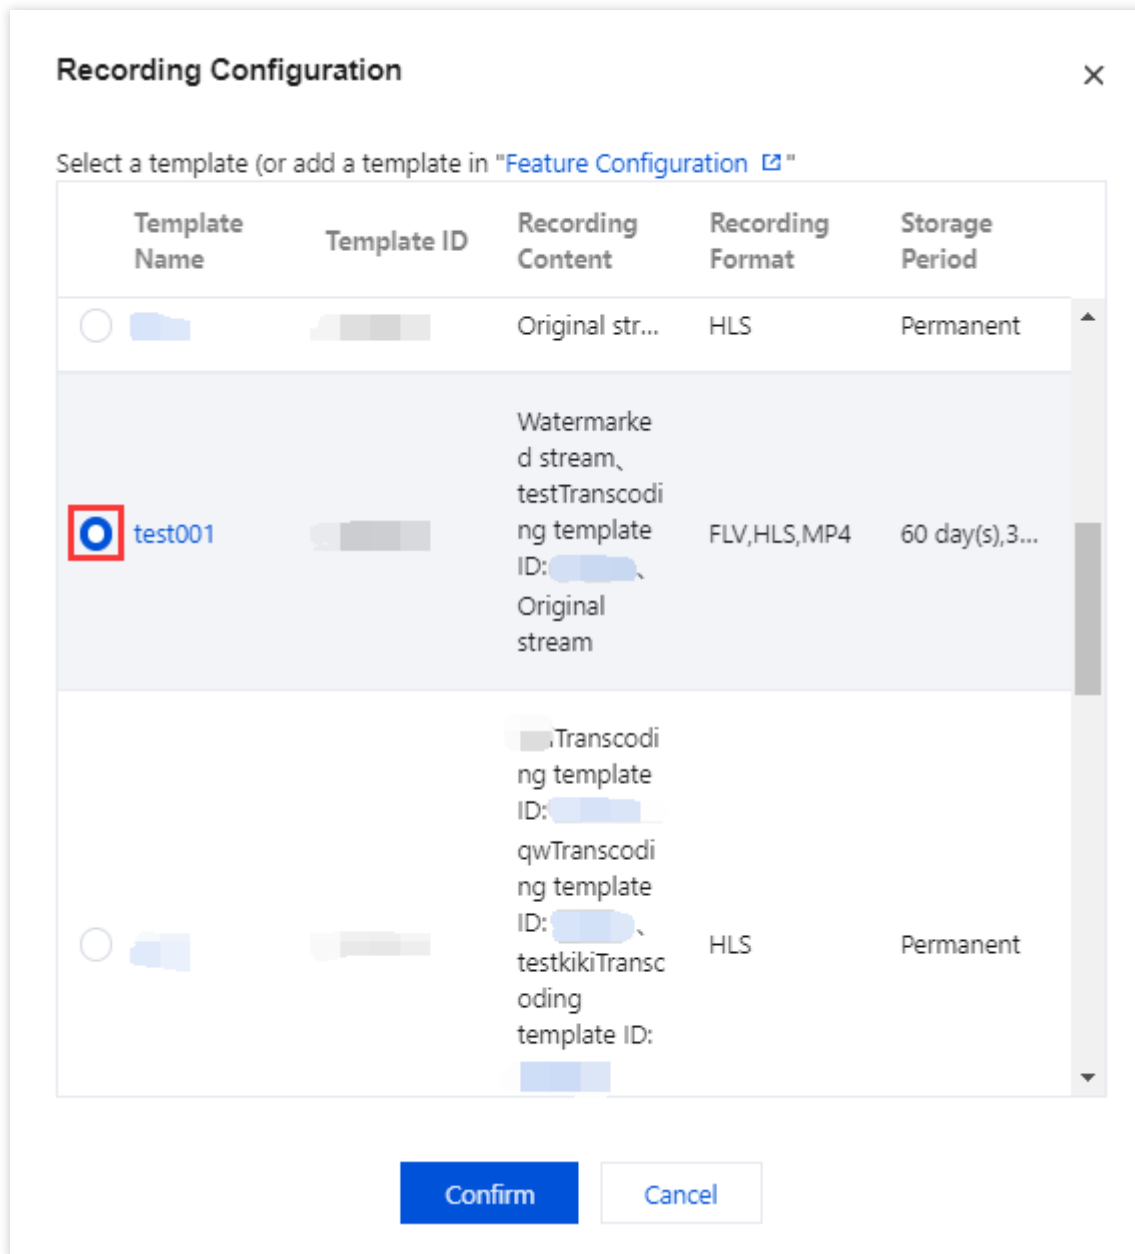 Recording Configuration
Select a template (or add a template in "Feature Configuration"
Template Name
Template ID
Recording Content
Recording Format
Storage Period
Original str...
HLS
Permanent
test001
Watermarke
d stream、
testTranscodi
ng template
ID:
、
Original
stream
FLV,HLS,MP4
60 day(s),3...
Transcodi
ng template
ID:
qwTranscodi
ng template
ID:
、
testkikiTransc
oding
template ID:
HLS
Permanent
Confirm
Cancel